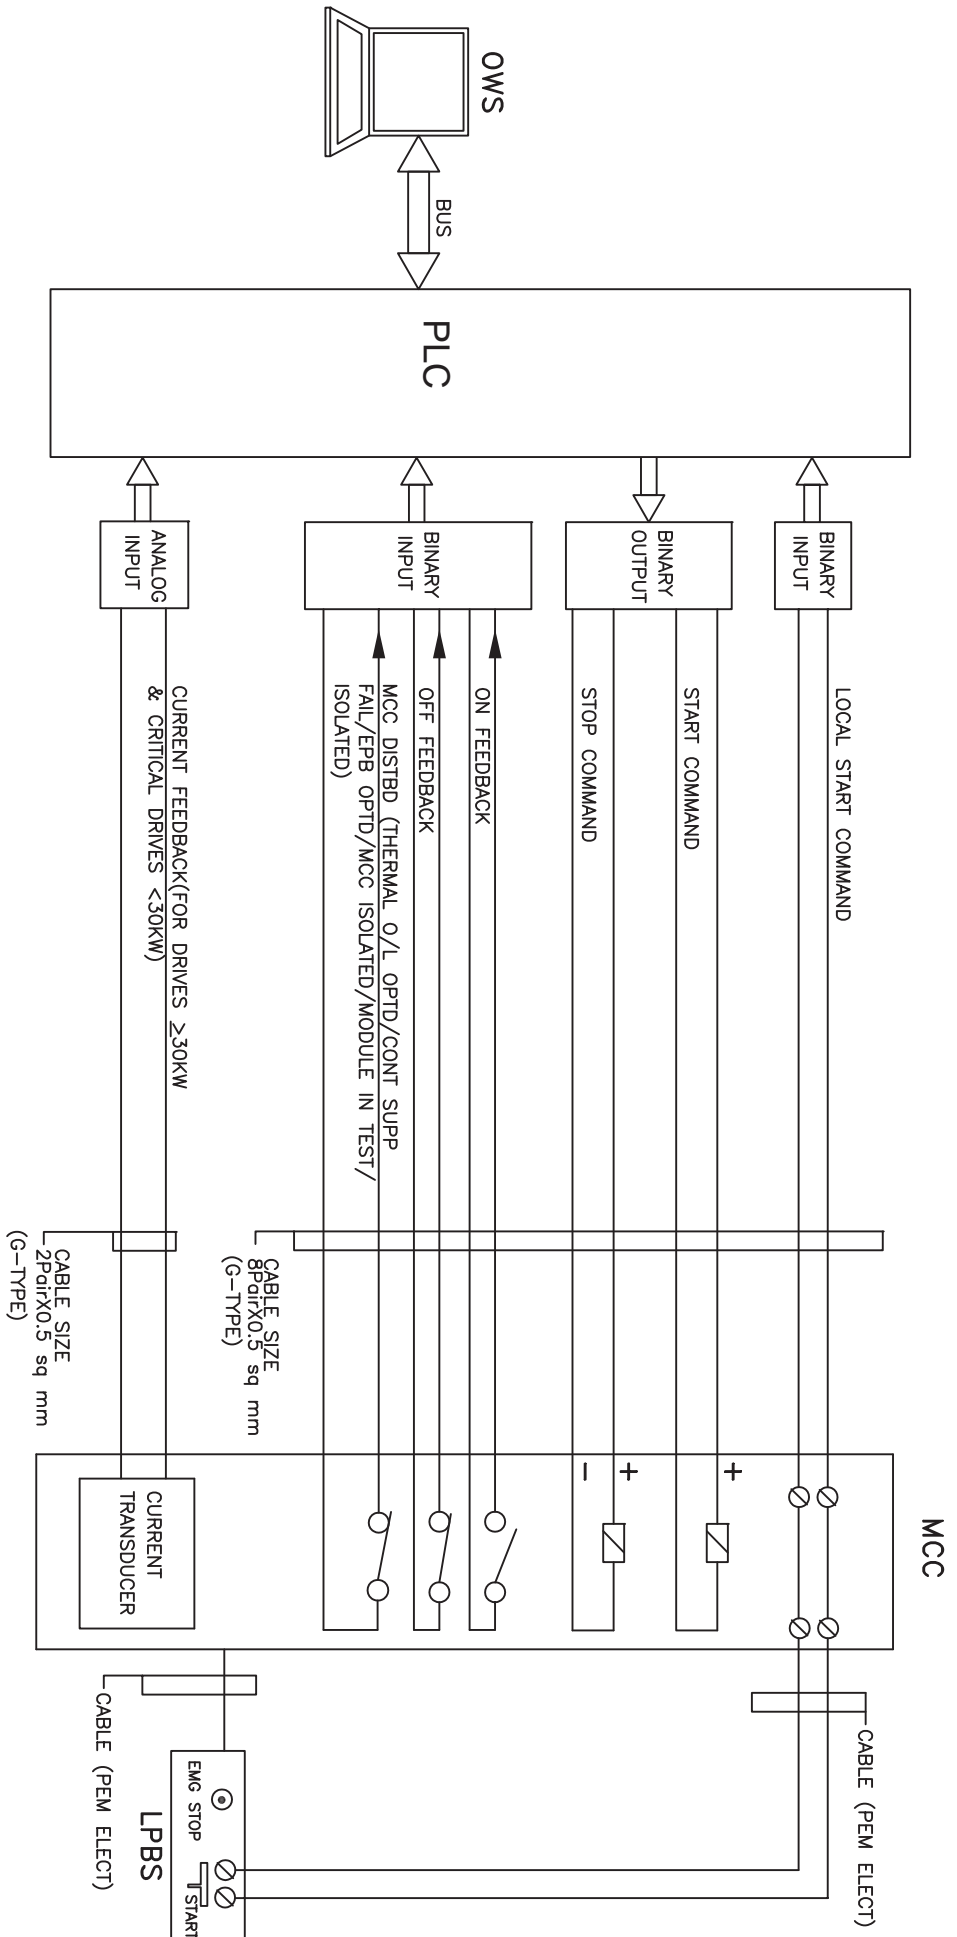 OWS
BUS
PLC
BINARY
INPUT
BINARY
OUTPUT
BINARY
INPUT
ANALOG
INPUT
LOCAL START COMMAND
START COMMAND
STOP COMMAND
ON FEEDBACK
OFF FEEDBACK
MCC DISTBD (THERMAL O/L OPTD/CONT SUPP
FAIL/EPB OPTD/MCC ISOLATED/MODULE IN TEST/
ISOLATED)
CURRENT FEEDBACK(FOR DRIVES ≥30KW
& CRITICAL DRIVES <30KW)
CABLE SIZE
8PairX0.5 sq mm
(G-TYPE)
CABLE SIZE
2PairX0.5 sq mm
(G-TYPE)
MCC
+
+
-
CURRENT
TRANSDUCER
CABLE (PEM ELECT)
CABLE (PEM ELECT)
EMG STOP
START
LPBS